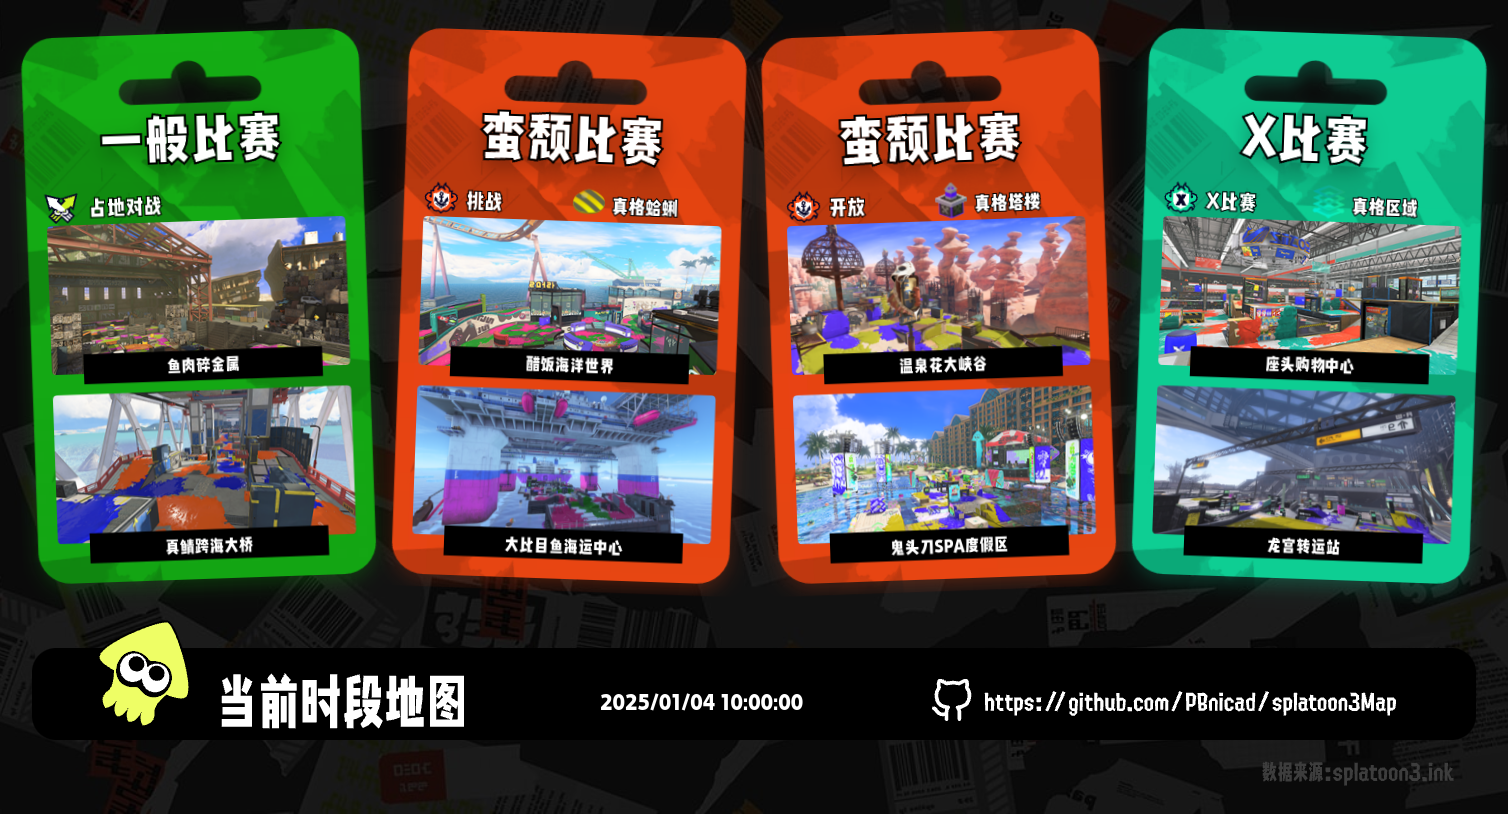 一般比赛
占地对战
鱼肉碎金属
真鲭跨海大桥
蛮颓比赛
挑战
真格蛤蜊
醋饭海洋世界
大比目鱼海运中心
蛮颓比赛
开放
真格塔楼
温泉花大峡谷
鬼头刀SPA度假区
X比赛
X比赛
真格区域
座头购物中心
龙宫转运站
当前时段地图
2025/01/04 10:00:00
https://github.com/PBnicad/splatoon3Map
数据来源:splatoon3.ink